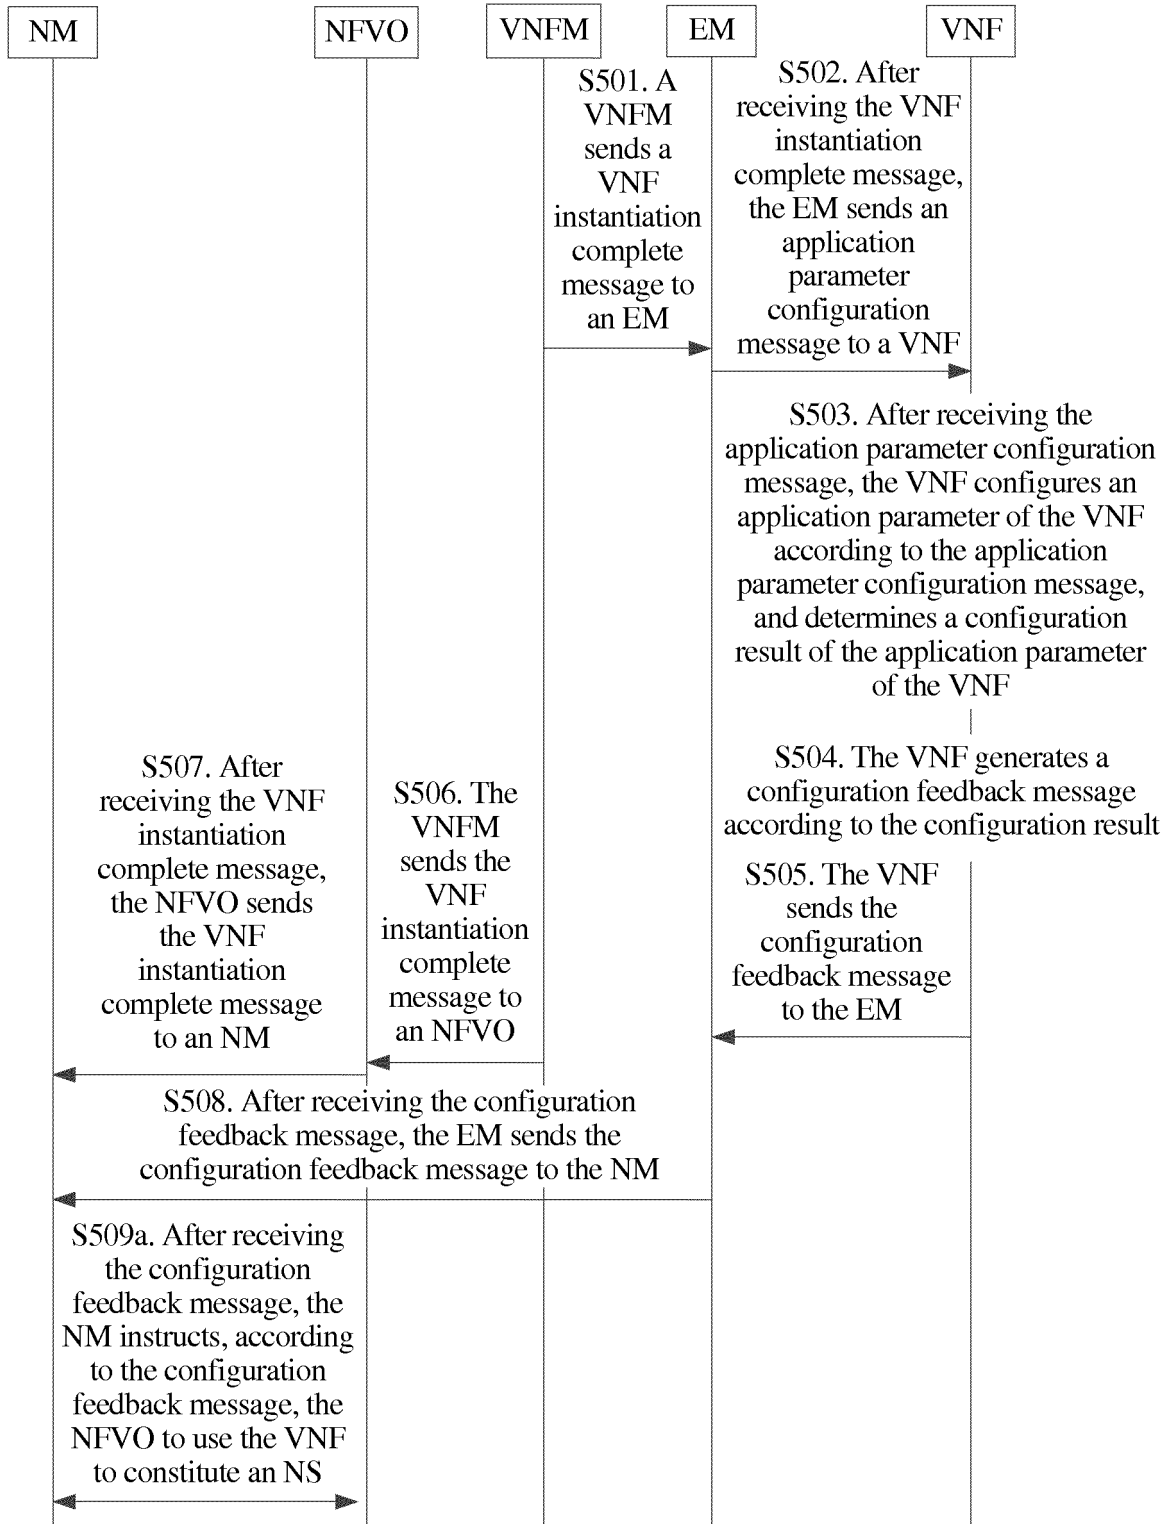 NM
NFVO
VNFM
EM
VNF
S501. A
VNFM
sends a
VNF
instantiation
complete
message to
an EM
S502. After
receiving the VNF
instantiation
complete message,
the EM sends an
application
parameter
configuration
message to a VNF
S503. After receiving the
application parameter configuration
message, the VNF configures an
application parameter of the VNF
according to the application
parameter configuration message,
and determines a configuration
result of the application parameter
of the VNF
S504. The VNF generates a
configuration feedback message
according to the configuration result
S505. The VNF
sends the
configuration
feedback message
to the EM
S506. The
VNFM
sends the
VNF
instantiation
complete
message to
an NFVO
S507. After
receiving the VNF
instantiation
complete message,
the NFVO sends
the VNF
instantiation
complete message
to an NM
S508. After receiving the configuration
feedback message, the EM sends the
configuration feedback message to the NM
S509a. After receiving
the configuration
feedback message, the
NM instructs, according
to the configuration
feedback message, the
NFVO to use the VNF
to constitute an NS